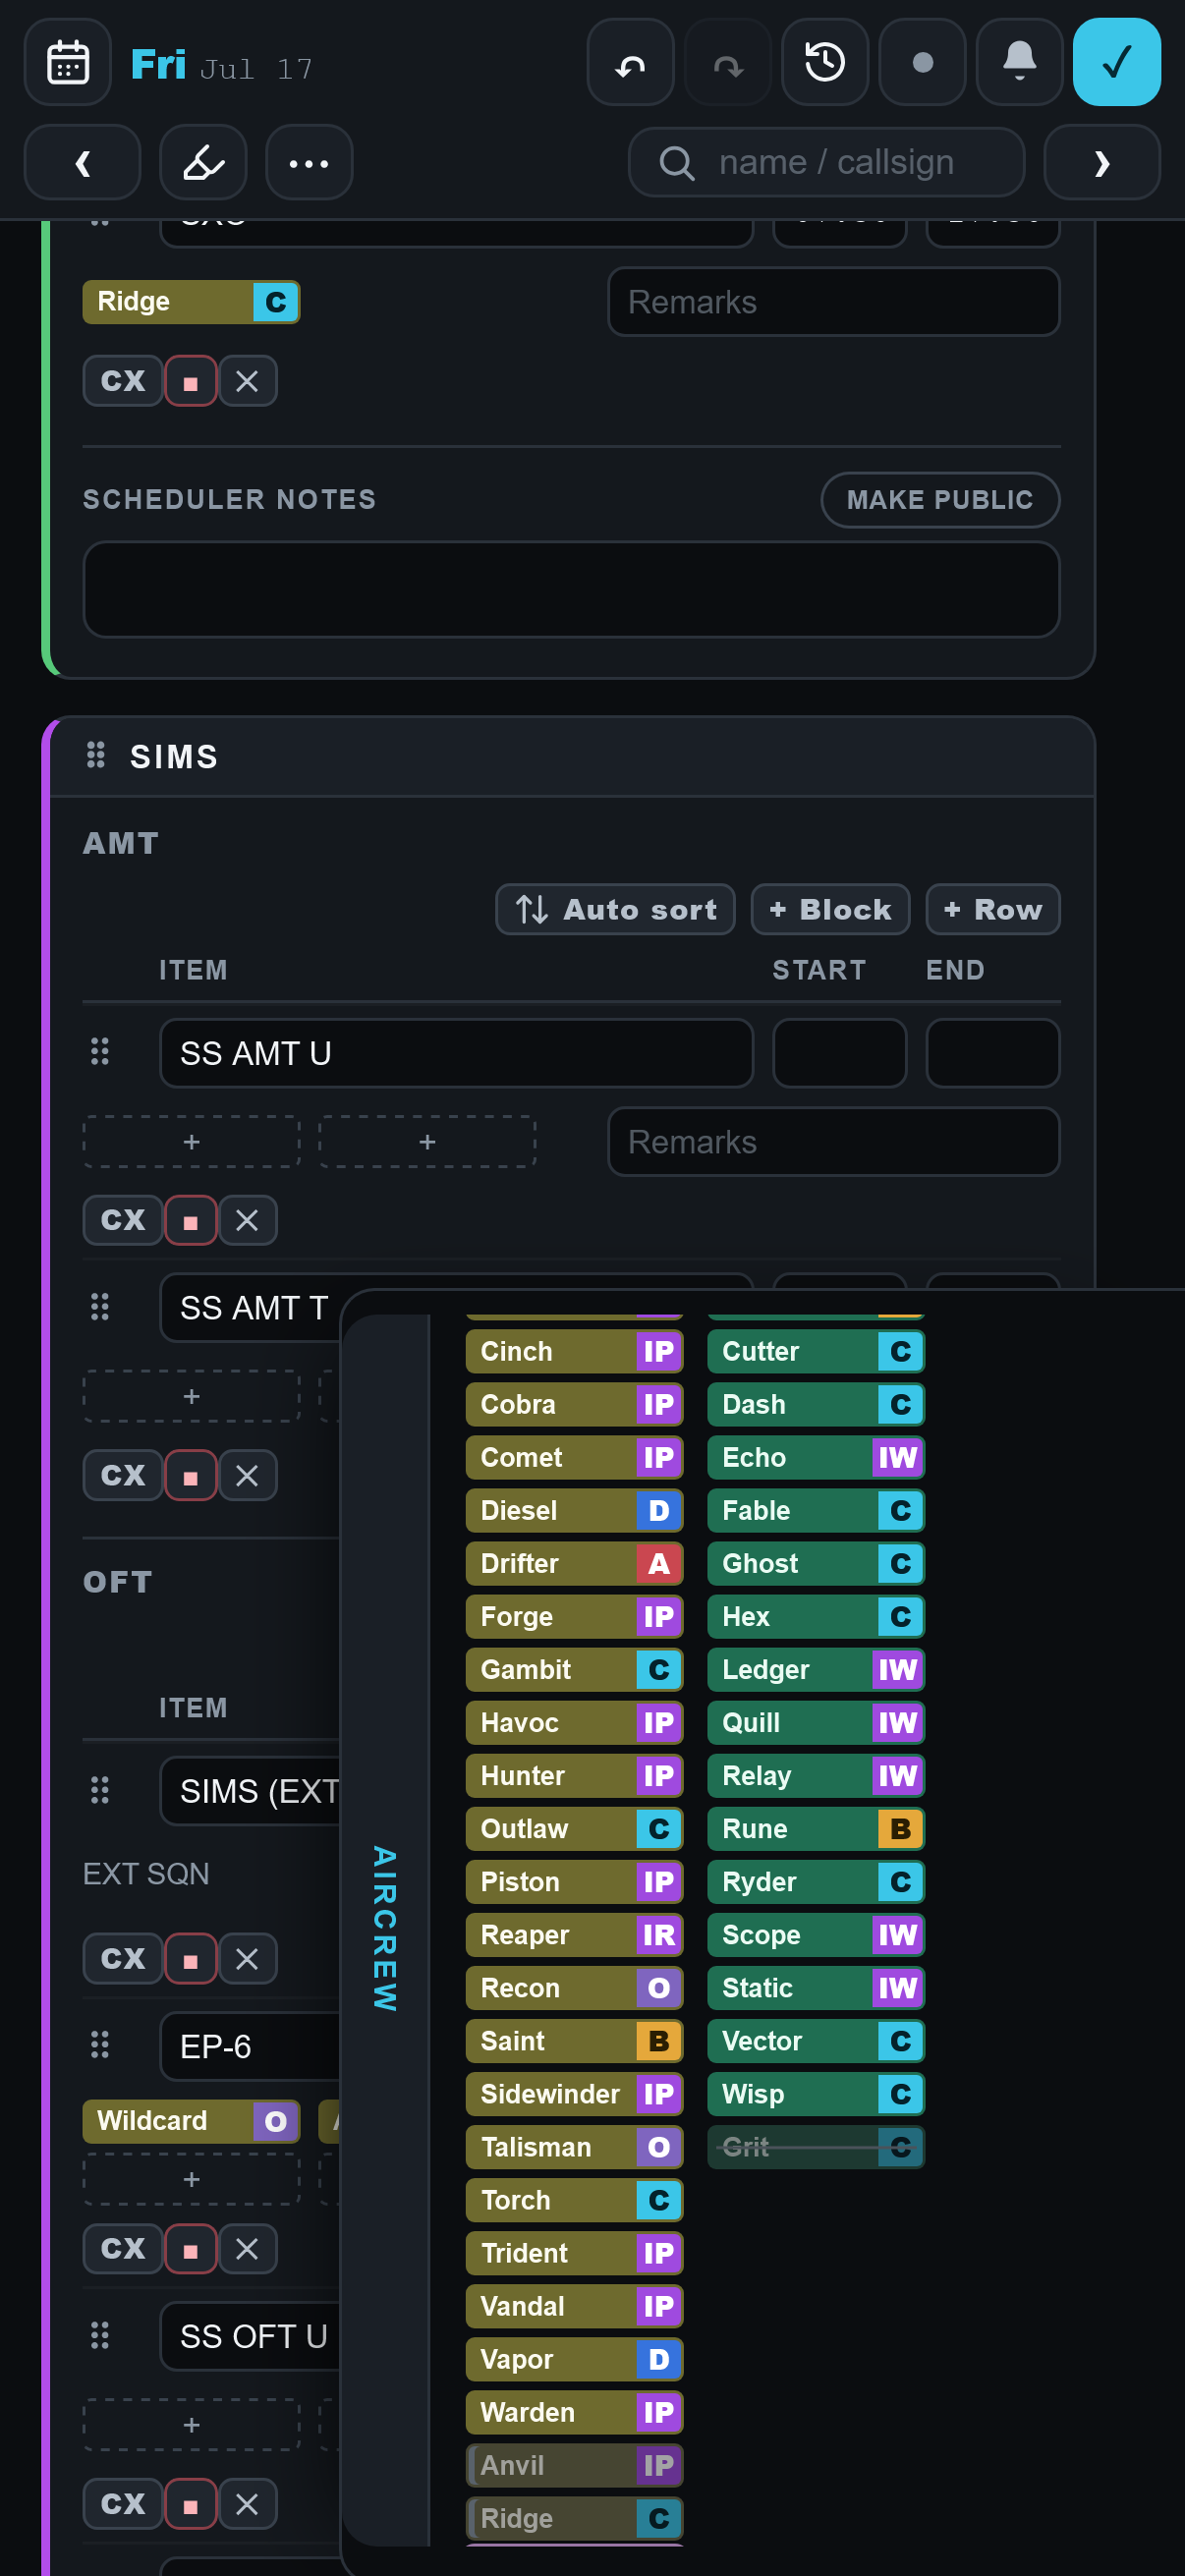 Fri Jul 17
name / callsign
Ridge C
Remarks
CX
SCHEDULER NOTES
MAKE PUBLIC
SIMS
AMT
Auto sort
+ Block
+ Row
ITEM START END
SS AMT U
+ +
Remarks
CX
SS AMT T
+
CX
OFT
ITEM
SIMS (EXT
EXT SQN
CX
EP-6
Wildcard O
+
CX
SS OFT U
+
CX
AIRCREW
Cinch IP
Cobra IP
Comet IP
Diesel D
Drifter A
Forge IP
Gambit C
Havoc IP
Hunter IP
Outlaw C
Piston IP
Reaper IR
Recon O
Saint B
Sidewinder IP
Talisman O
Torch C
Trident IP
Vandal IP
Vapor D
Warden IP
Anvil IP
Ridge C
Cutter C
Dash C
Echo IW
Fable C
Ghost C
Hex C
Ledger IW
Quill IW
Relay IW
Rune B
Ryder C
Scope IW
Static IW
Vector C
Wisp C
Grit C